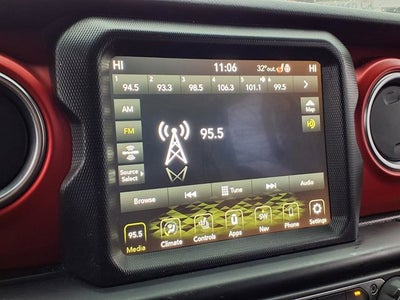 HI 11:06 32°out HI
1 2 3 4 5 6
94.5 93.3 98.5 106.3 101.1 99.5
AM
Map
FM
95.5
Source
Select
Browse Tune Audio
95.5
Media Climate Controls Apps Nav Phone Settings